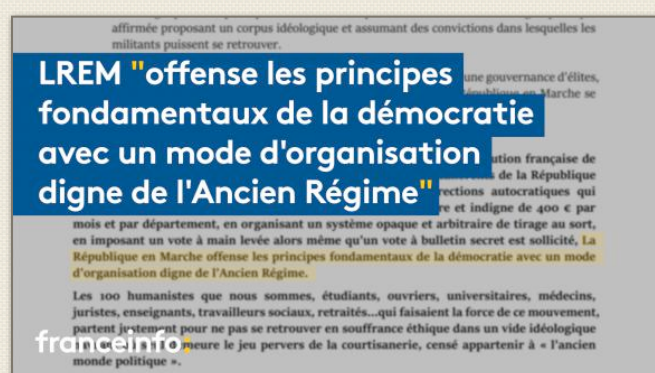 affirmée proposant un corpus idéologique et assumant des convictions dans lesquelles les
militants puissent se retrouver.
LREM "offense les principes
fondamentaux de la démocratie
avec un mode d'organisation
digne de l'Ancien Régime"
une gouvernance d'élites,
République en Marche se
ution française de
de la République
rections autocratiques qui
re et indigne de 400 € par
mois et par département, en organisant un système opaque et arbitraire de tirage au sort,
en imposant un vote à main levée alors même qu'un vote à bulletin secret est sollicité, La
République en Marche offense les principes fondamentaux de la démocratie avec un mode
d'organisation digne de l'Ancien Régime.
Les 100 humanistes que nous sommes, étudiants, ouvriers, universitaires, médecins,
juristes, enseignants, travailleurs sociaux, retraités...qui faisaient la force de ce mouvement,
partent justement pour ne pas se retrouver en souffrance éthique dans un vide idéologique
meure le jeu pervers de la courtisanerie, censé appartenir à « l'ancien
monde politique ».
franceinfo: